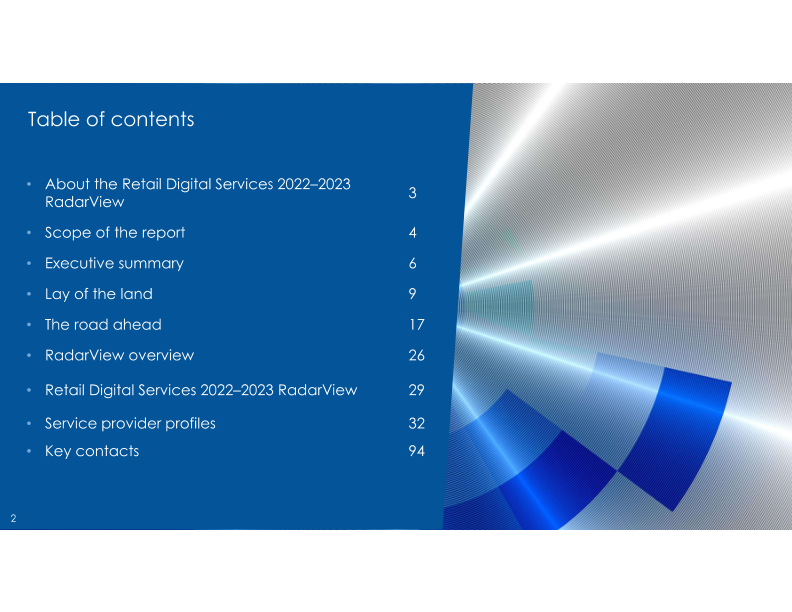 Table of contents
• About the Retail Digital Services 2022–2023
RadarView 3
• Scope of the report 4
• Executive summary 6
• Lay of the land 9
• The road ahead 17
• RadarView overview 26
• Retail Digital Services 2022–2023 RadarView 29
• Service provider profiles 32
• Key contacts 94
2